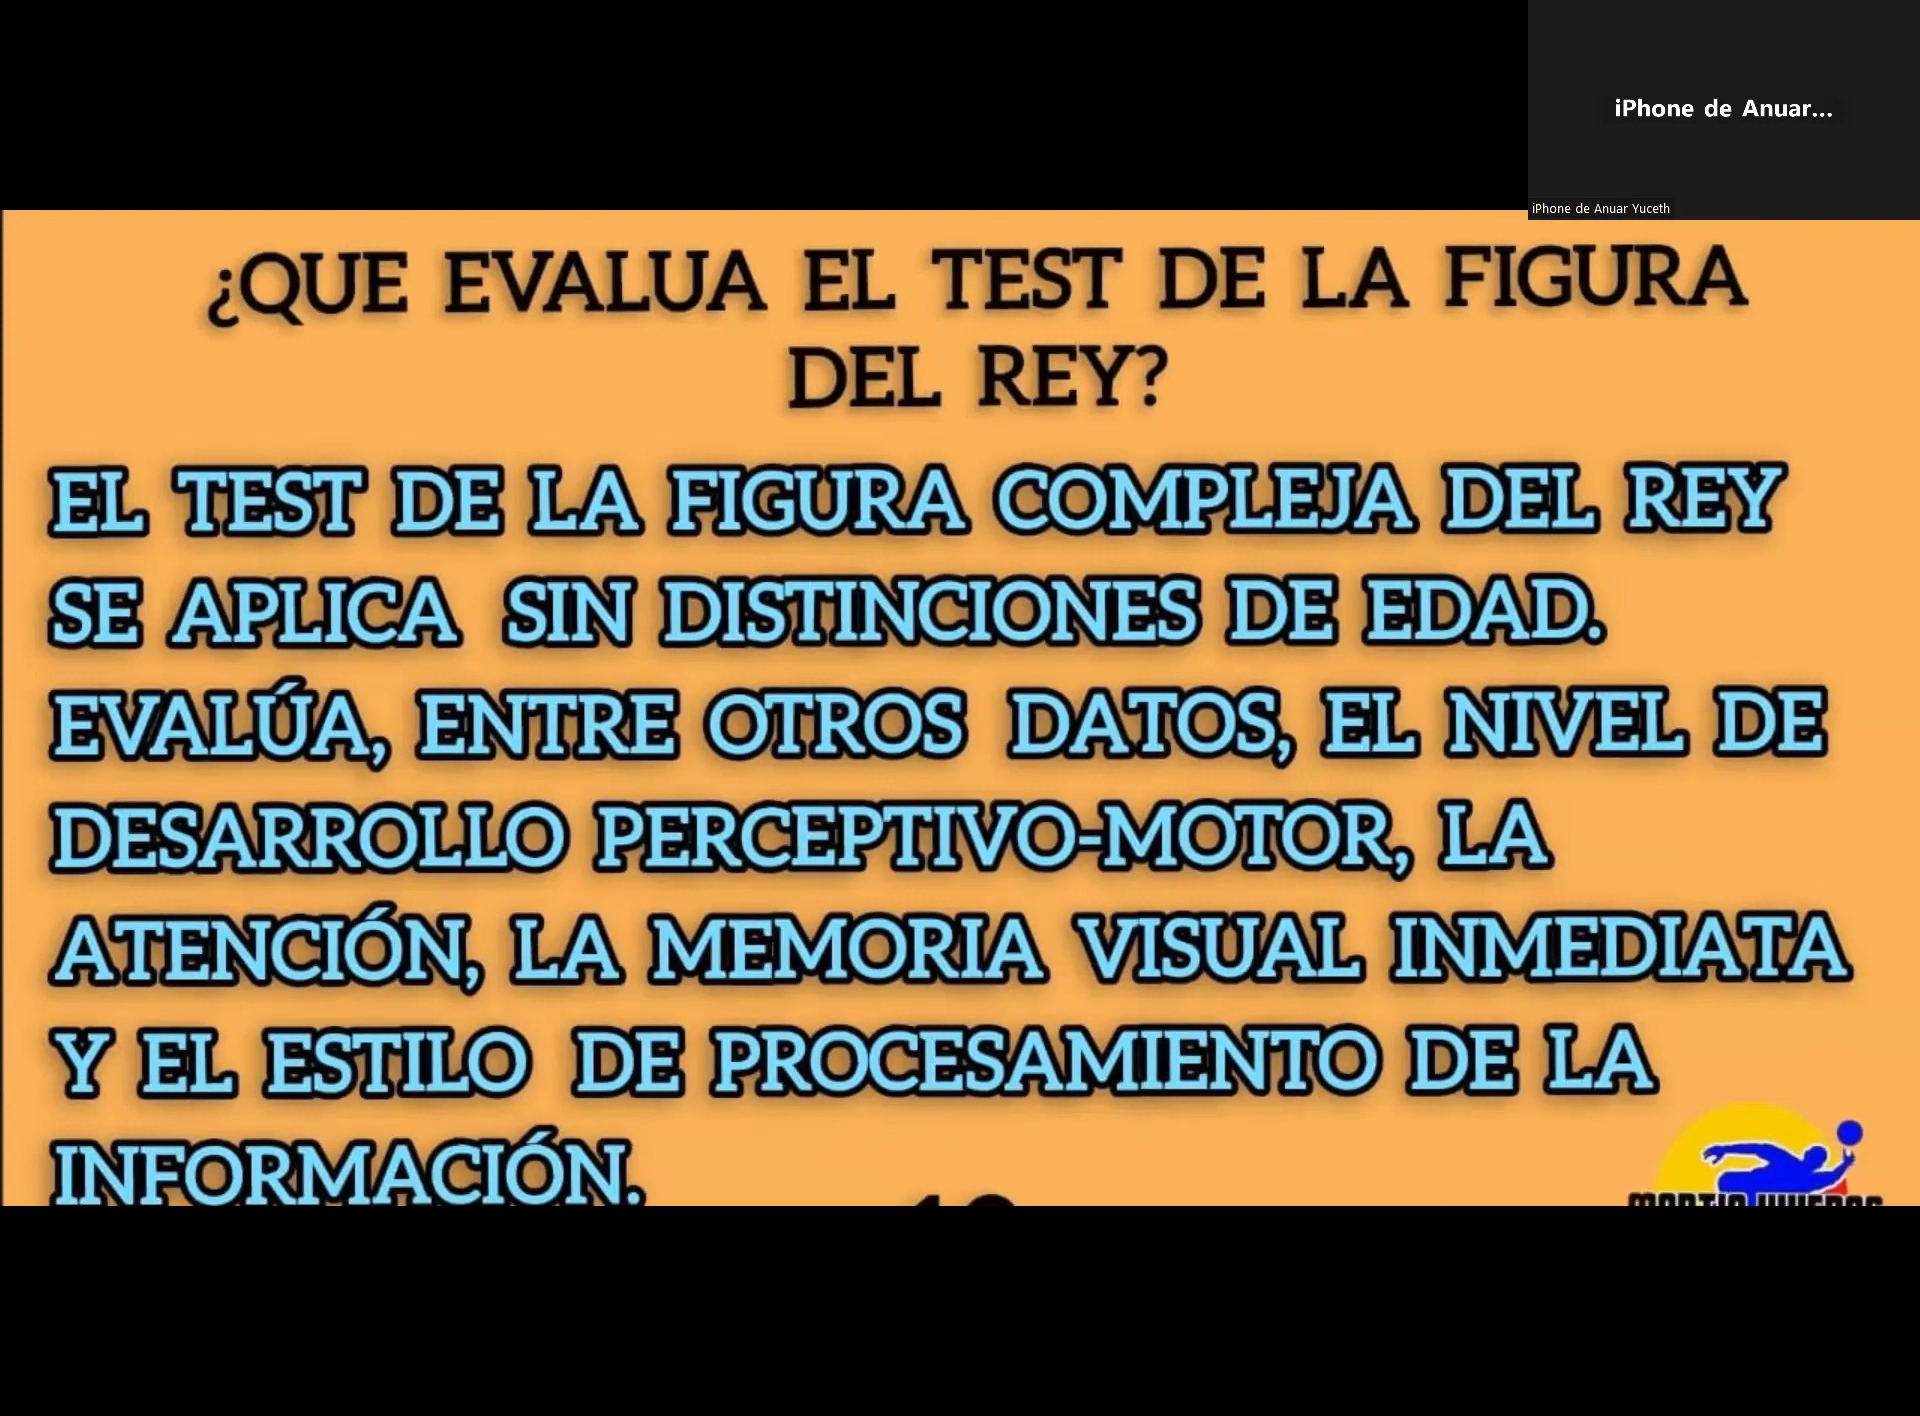 iPhone de Anuar...
iPhone de Anuar Yuceth
¿QUE EVALUA EL TEST DE LA FIGURA
DEL REY?
EL TEST DE LA FIGURA COMPLEJA DEL REY
SE APLICA SIN DISTINCIONES DE EDAD.
EVALÚA, ENTRE OTROS DATOS, EL NIVEL DE
DESARROLLO PERCEPTIVO-MOTOR, LA
ATENCIÓN, LA MEMORIA VISUAL INMEDIATA
Y EL ESTILO DE PROCESAMIENTO DE LA
INFORMACIÓN.